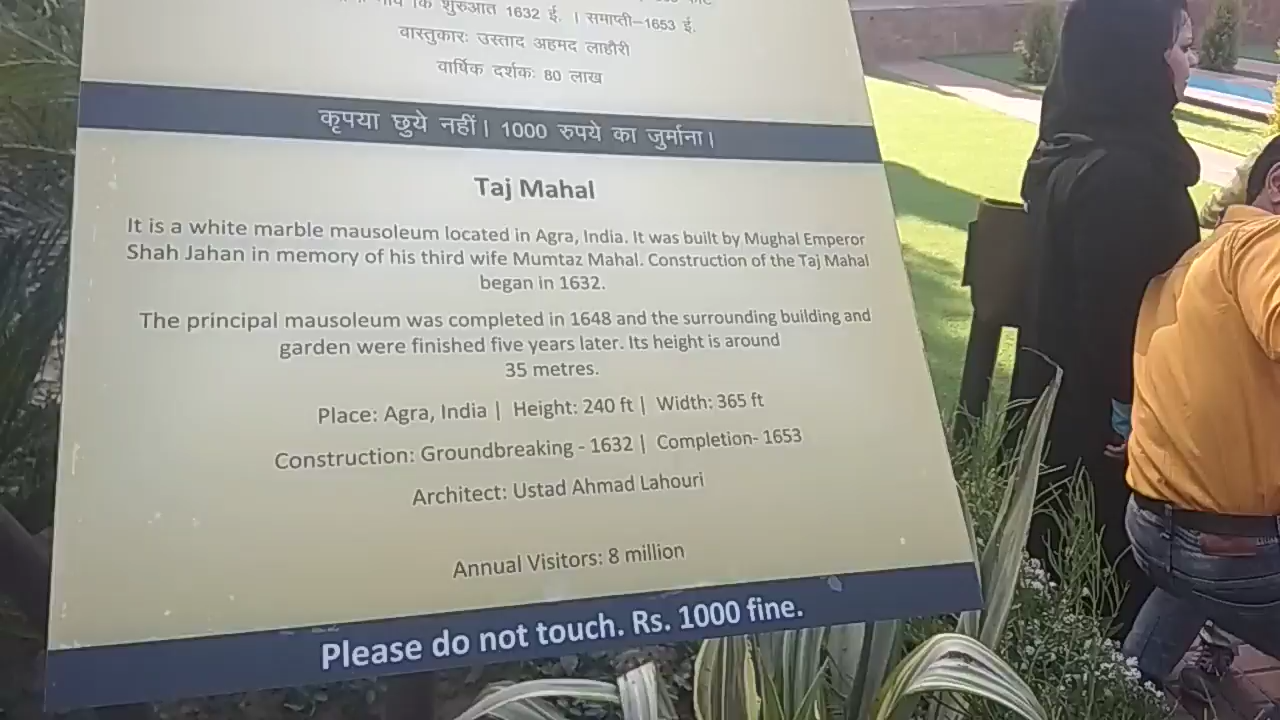 कि शुरुआत 1632 ई. । समाप्ती–1653 ई.
वास्तुकारः उस्ताद अहमद लाहौरी
वार्षिक दर्शकः 80 लाख
कृपया छुये नहीं। 1000 रुपये का जुर्माना।
Taj Mahal
It is a white marble mausoleum located in Agra, India. It was built by Mughal Emperor
Shah Jahan in memory of his third wife Mumtaz Mahal. Construction of the Taj Mahal
began in 1632.
The principal mausoleum was completed in 1648 and the surrounding building and
garden were finished five years later. Its height is around
35 metres.
Place: Agra, India | Height: 240 ft | Width: 365 ft
Construction: Groundbreaking - 1632 | Completion- 1653
Architect: Ustad Ahmad Lahouri
Annual Visitors: 8 million
Please do not touch. Rs. 1000 fine.